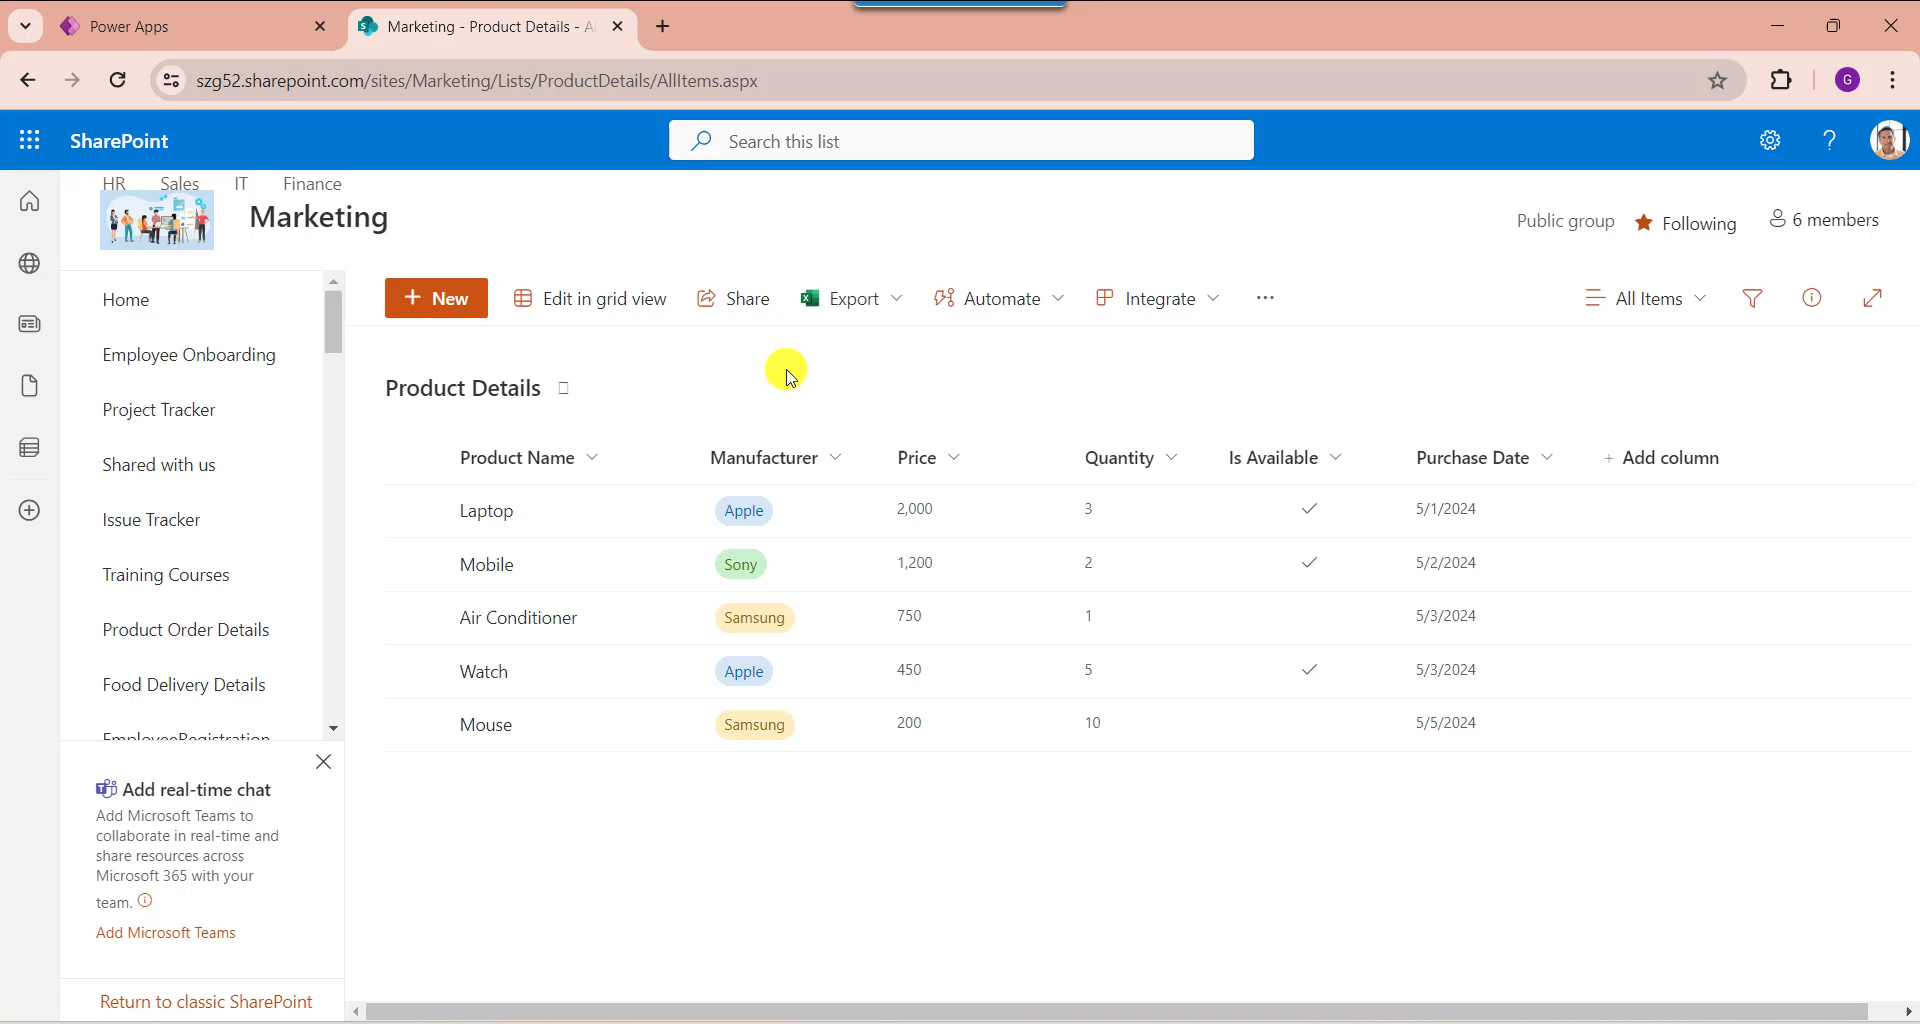 Power Apps
Marketing - Product Details - Al
szg52.sharepoint.com/sites/Marketing/Lists/ProductDetails/AllItems.aspx
G
SharePoint
Search this list
?
HR Sales IT Finance
Marketing
Public group
Following
6 members
Home
Employee Onboarding
Project Tracker
Shared with us
Issue Tracker
Training Courses
Product Order Details
Food Delivery Details
EmployeeRegistration
Add real-time chat
Add Microsoft Teams to
collaborate in real-time and
share resources across
Microsoft 365 with your
team.
Add Microsoft Teams
Return to classic SharePoint
+ New Edit in grid view Share Export Automate Integrate ... All Items
Product Details
Product Name Manufacturer Price Quantity Is Available Purchase Date + Add column
Laptop Apple 2,000 3 ✓ 5/1/2024
Mobile Sony 1,200 2 ✓ 5/2/2024
Air Conditioner Samsung 750 1 5/3/2024
Watch Apple 450 5 ✓ 5/3/2024
Mouse Samsung 200 10 5/5/2024